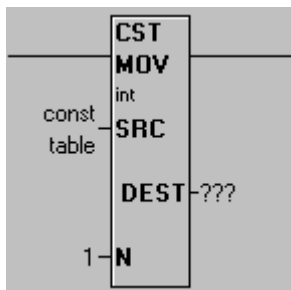 CST
MOV
int
const
table
SRC
DEST
???
1
N